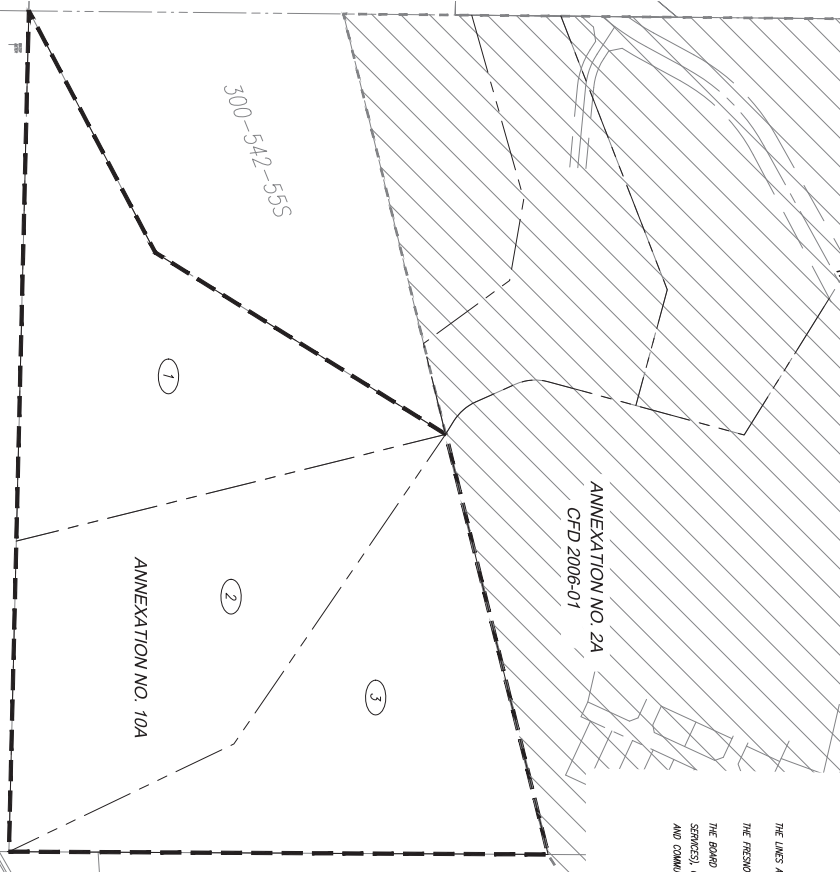 300-542-55S
1
ANNEXATION NO. 2A
CFD 2006-01
2
ANNEXATION NO. 10A
3
THE LINES A
THE FRESNO
THE BOARD
SERVICES),
AND COMMU